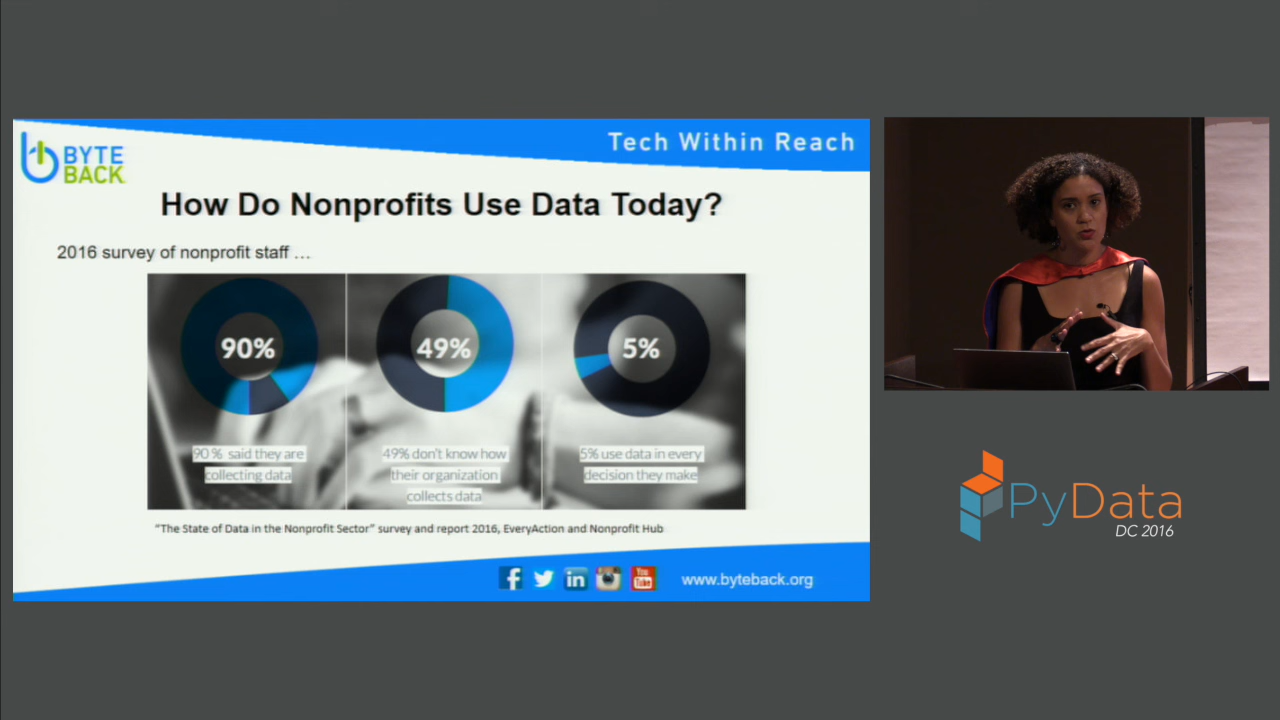 Tech Within Reach
BYTE
BACK
How Do Nonprofits Use Data Today?
2016 survey of nonprofit staff …
90%
49%
5%
90 % said they are
collecting data
49% don't know how
their organization
collects data
5% use data in every
decision they make
"The State of Data in the Nonprofit Sector" survey and report 2016, EveryAction and Nonprofit Hub
f
in
You
Tube
www.byteback.org
PyData
DC 2016